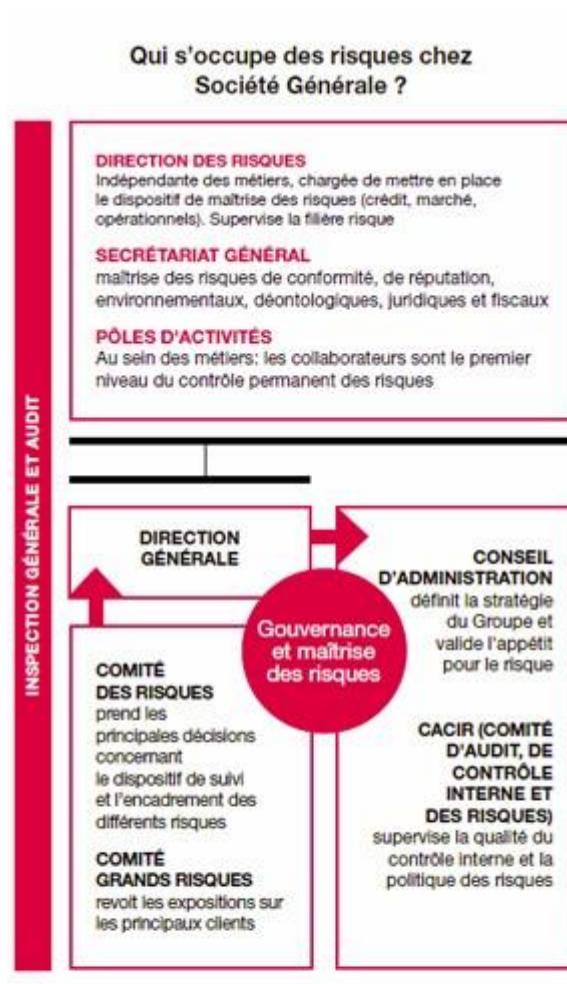 Qui s'occupe des risques chez
Société Générale ?
INSPECTION GÉNÉRALE ET AUDIT
DIRECTION DES RISQUES
Indépendante des métiers, chargée de mettre en place
le dispositif de maîtrise des risques (crédit, marché,
opérationnels). Supervise la filière risque
SECRÉTARIAT GÉNÉRAL
maîtrise des risques de conformité, de réputation,
environnementaux, déontologiques, juridiques et fiscaux
PÔLES D'ACTIVITÉS
Au sein des métiers: les collaborateurs sont le premier
niveau du contrôle permanent des risques
DIRECTION
GÉNÉRALE
Gouvernance
et maîtrise
des risques
COMITÉ
DES RISQUES
prend les
principales décisions
concernant
le dispositif de suivi
et l'encadrement des
différents risques
COMITÉ
GRANDS RISQUES
revoit les expositions sur
les principaux clients
CONSEIL
D'ADMINISTRATION
définit la stratégie
du Groupe et
valide l'appétit
pour le risque
CACIR (COMITÉ
D'AUDIT, DE
CONTRÔLE
INTERNE ET
DES RISQUES)
supervise la qualité du
contrôle interne et la
politique des risques